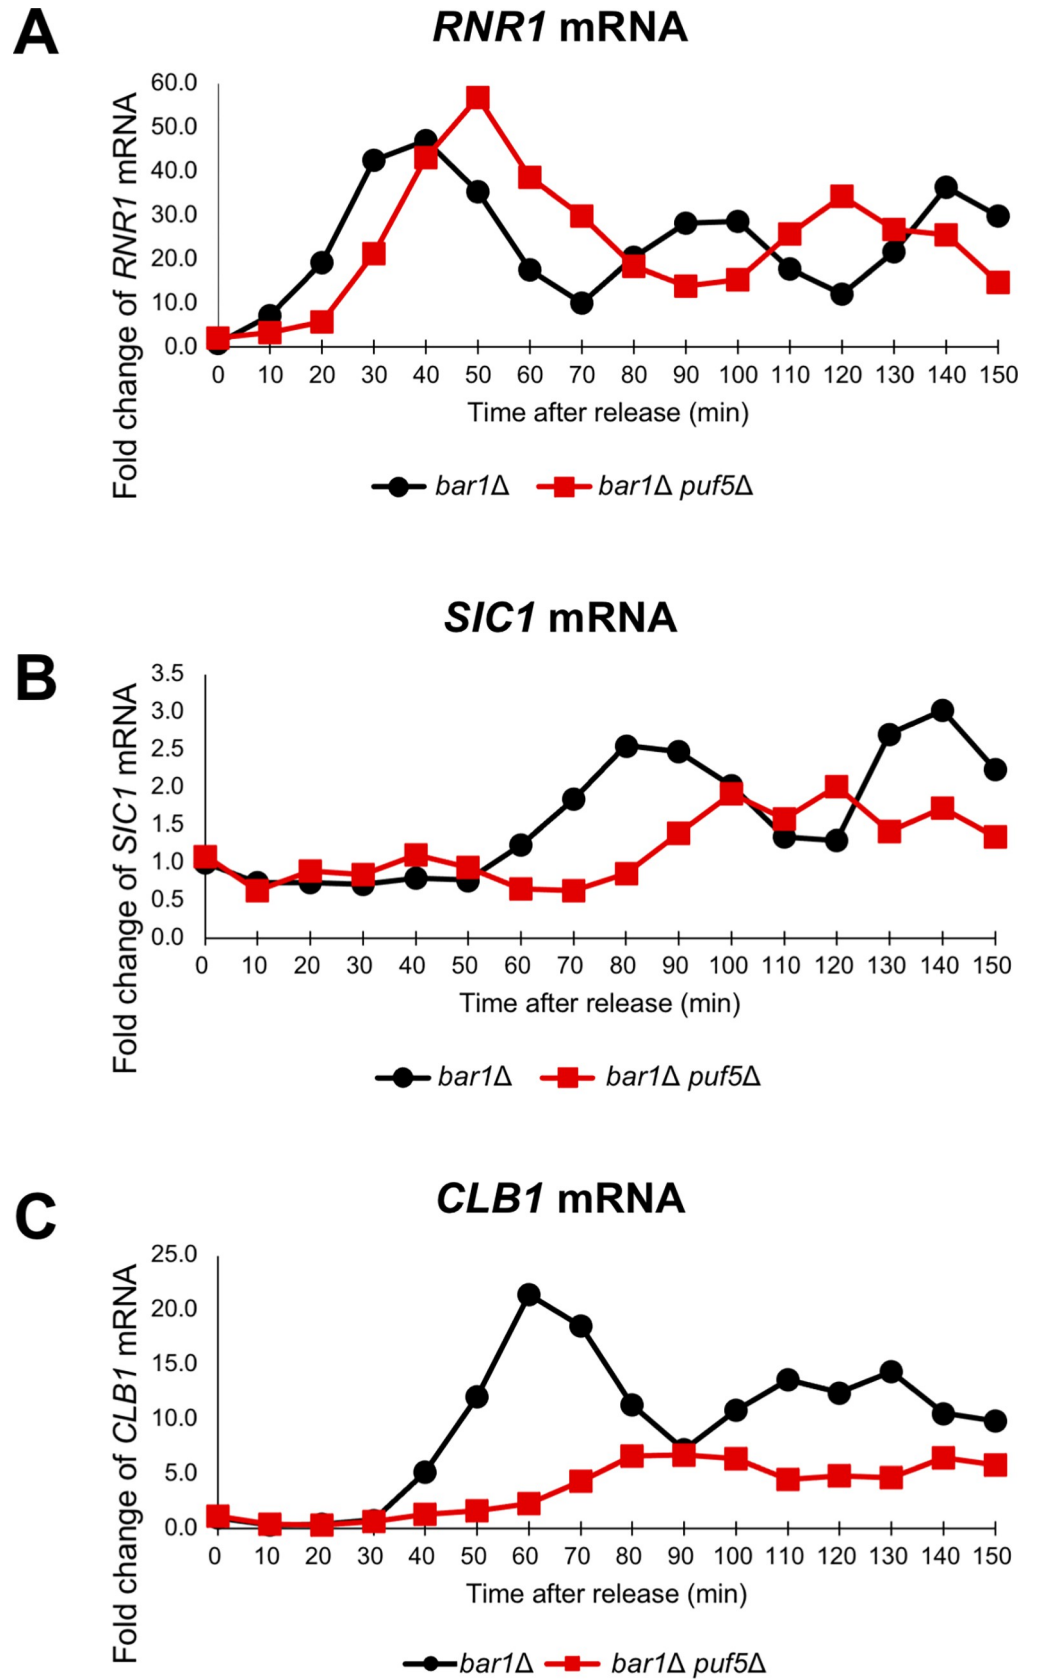 A
RNR1 mRNA
Fold change of RNR1 mRNA
60.0
50.0
40.0
30.0
20.0
10.0
0.0
0 10 20 30 40 50 60 70 80 90 100 110 120 130 140 150
Time after release (min)
bar1Δ bar1Δ puf5Δ
SIC1 mRNA
B
Fold change of SIC1 mRNA
3.5
3.0
2.5
2.0
1.5
1.0
0.5
0.0
0 10 20 30 40 50 60 70 80 90 100 110 120 130 140 150
Time after release (min)
bar1Δ bar1Δ puf5Δ
CLB1 mRNA
C
Fold change of CLB1 mRNA
25.0
20.0
15.0
10.0
5.0
0.0
0 10 20 30 40 50 60 70 80 90 100 110 120 130 140 150
Time after release (min)
bar1Δ bar1Δ puf5Δ